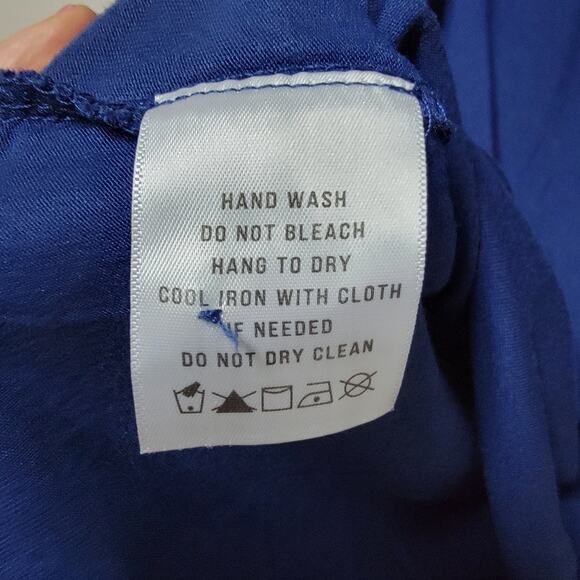 HAND WASH
DO NOT BLEACH
HANG TO DRY
COOL IRON WITH CLOTH
IF NEEDED
DO NOT DRY CLEAN